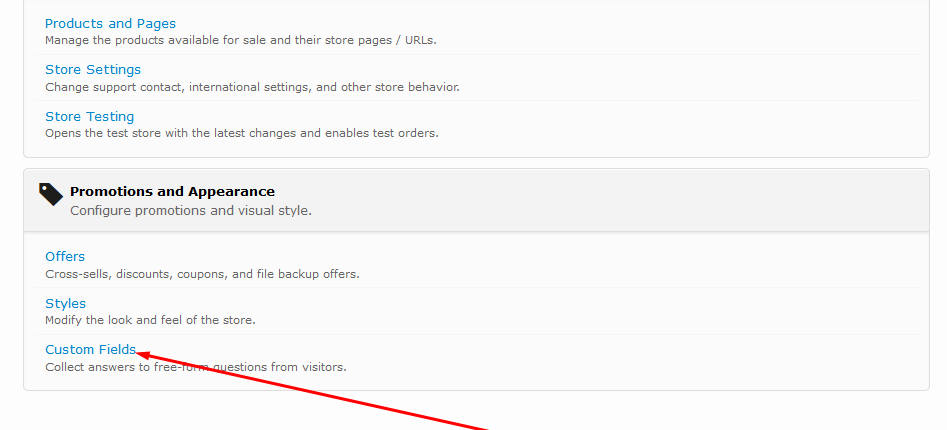 Products and Pages
Manage the products available for sale and their store pages / URLs.
Store Settings
Change support contact, international settings, and other store behavior.
Store Testing
Opens the test store with the latest changes and enables test orders.
Promotions and Appearance
Configure promotions and visual style.
Offers
Cross-sells, discounts, coupons, and file backup offers.
Styles
Modify the look and feel of the store.
Custom Fields
Collect answers to free-form questions from visitors.